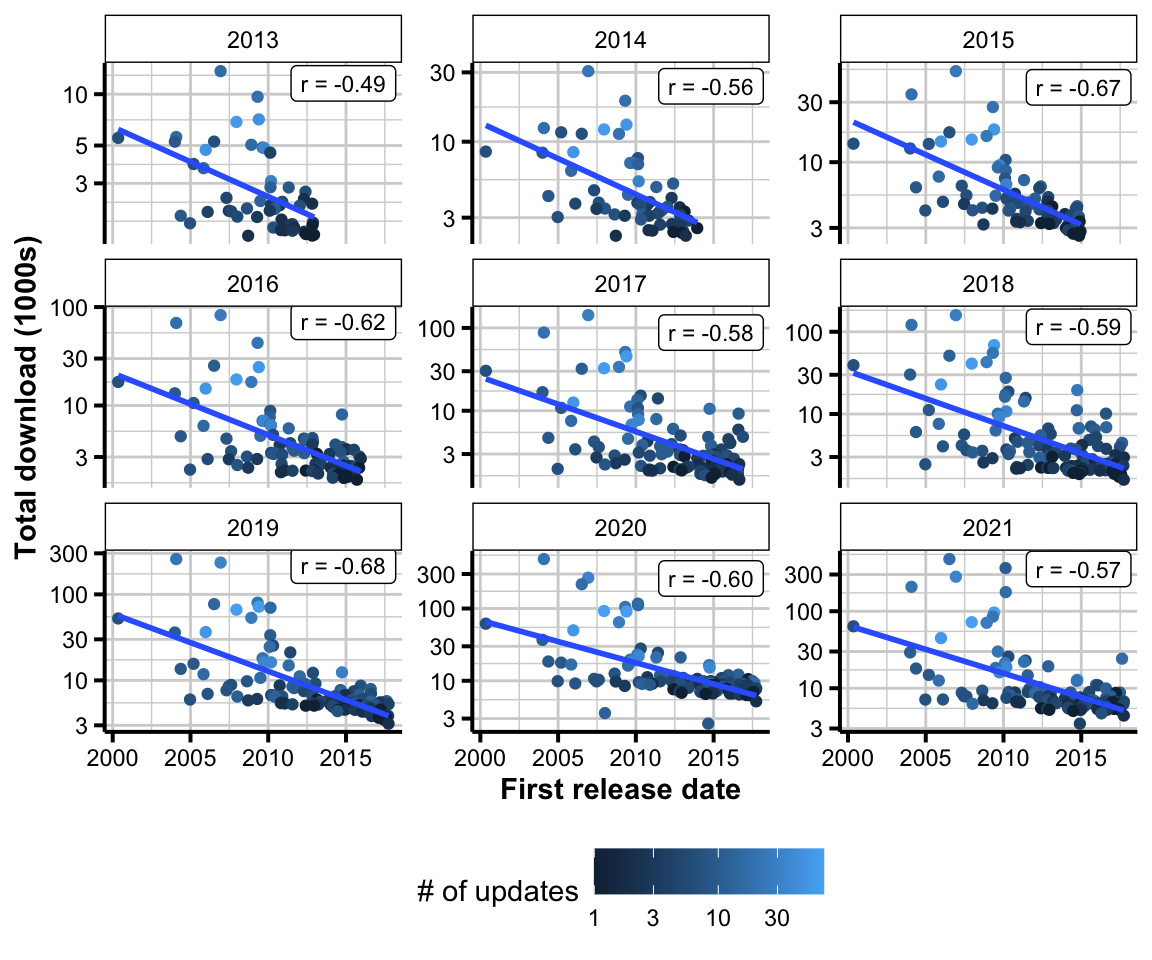 2013
2014
2015
r = -0.49
r = -0.56
r = -0.67
10
5
3
30
10
3
30
10
3
2016
2017
2018
r = -0.62
r = -0.58
r = -0.59
100
30
10
3
100
30
10
3
100
30
10
3
2019
2020
2021
r = -0.68
r = -0.60
r = -0.57
300
100
30
10
3
300
100
30
10
3
300
100
30
10
3
2000 2005 2010 2015
2000 2005 2010 2015
2000 2005 2010 2015
Total download (1000s)
First release date
# of updates
1 3 10 30